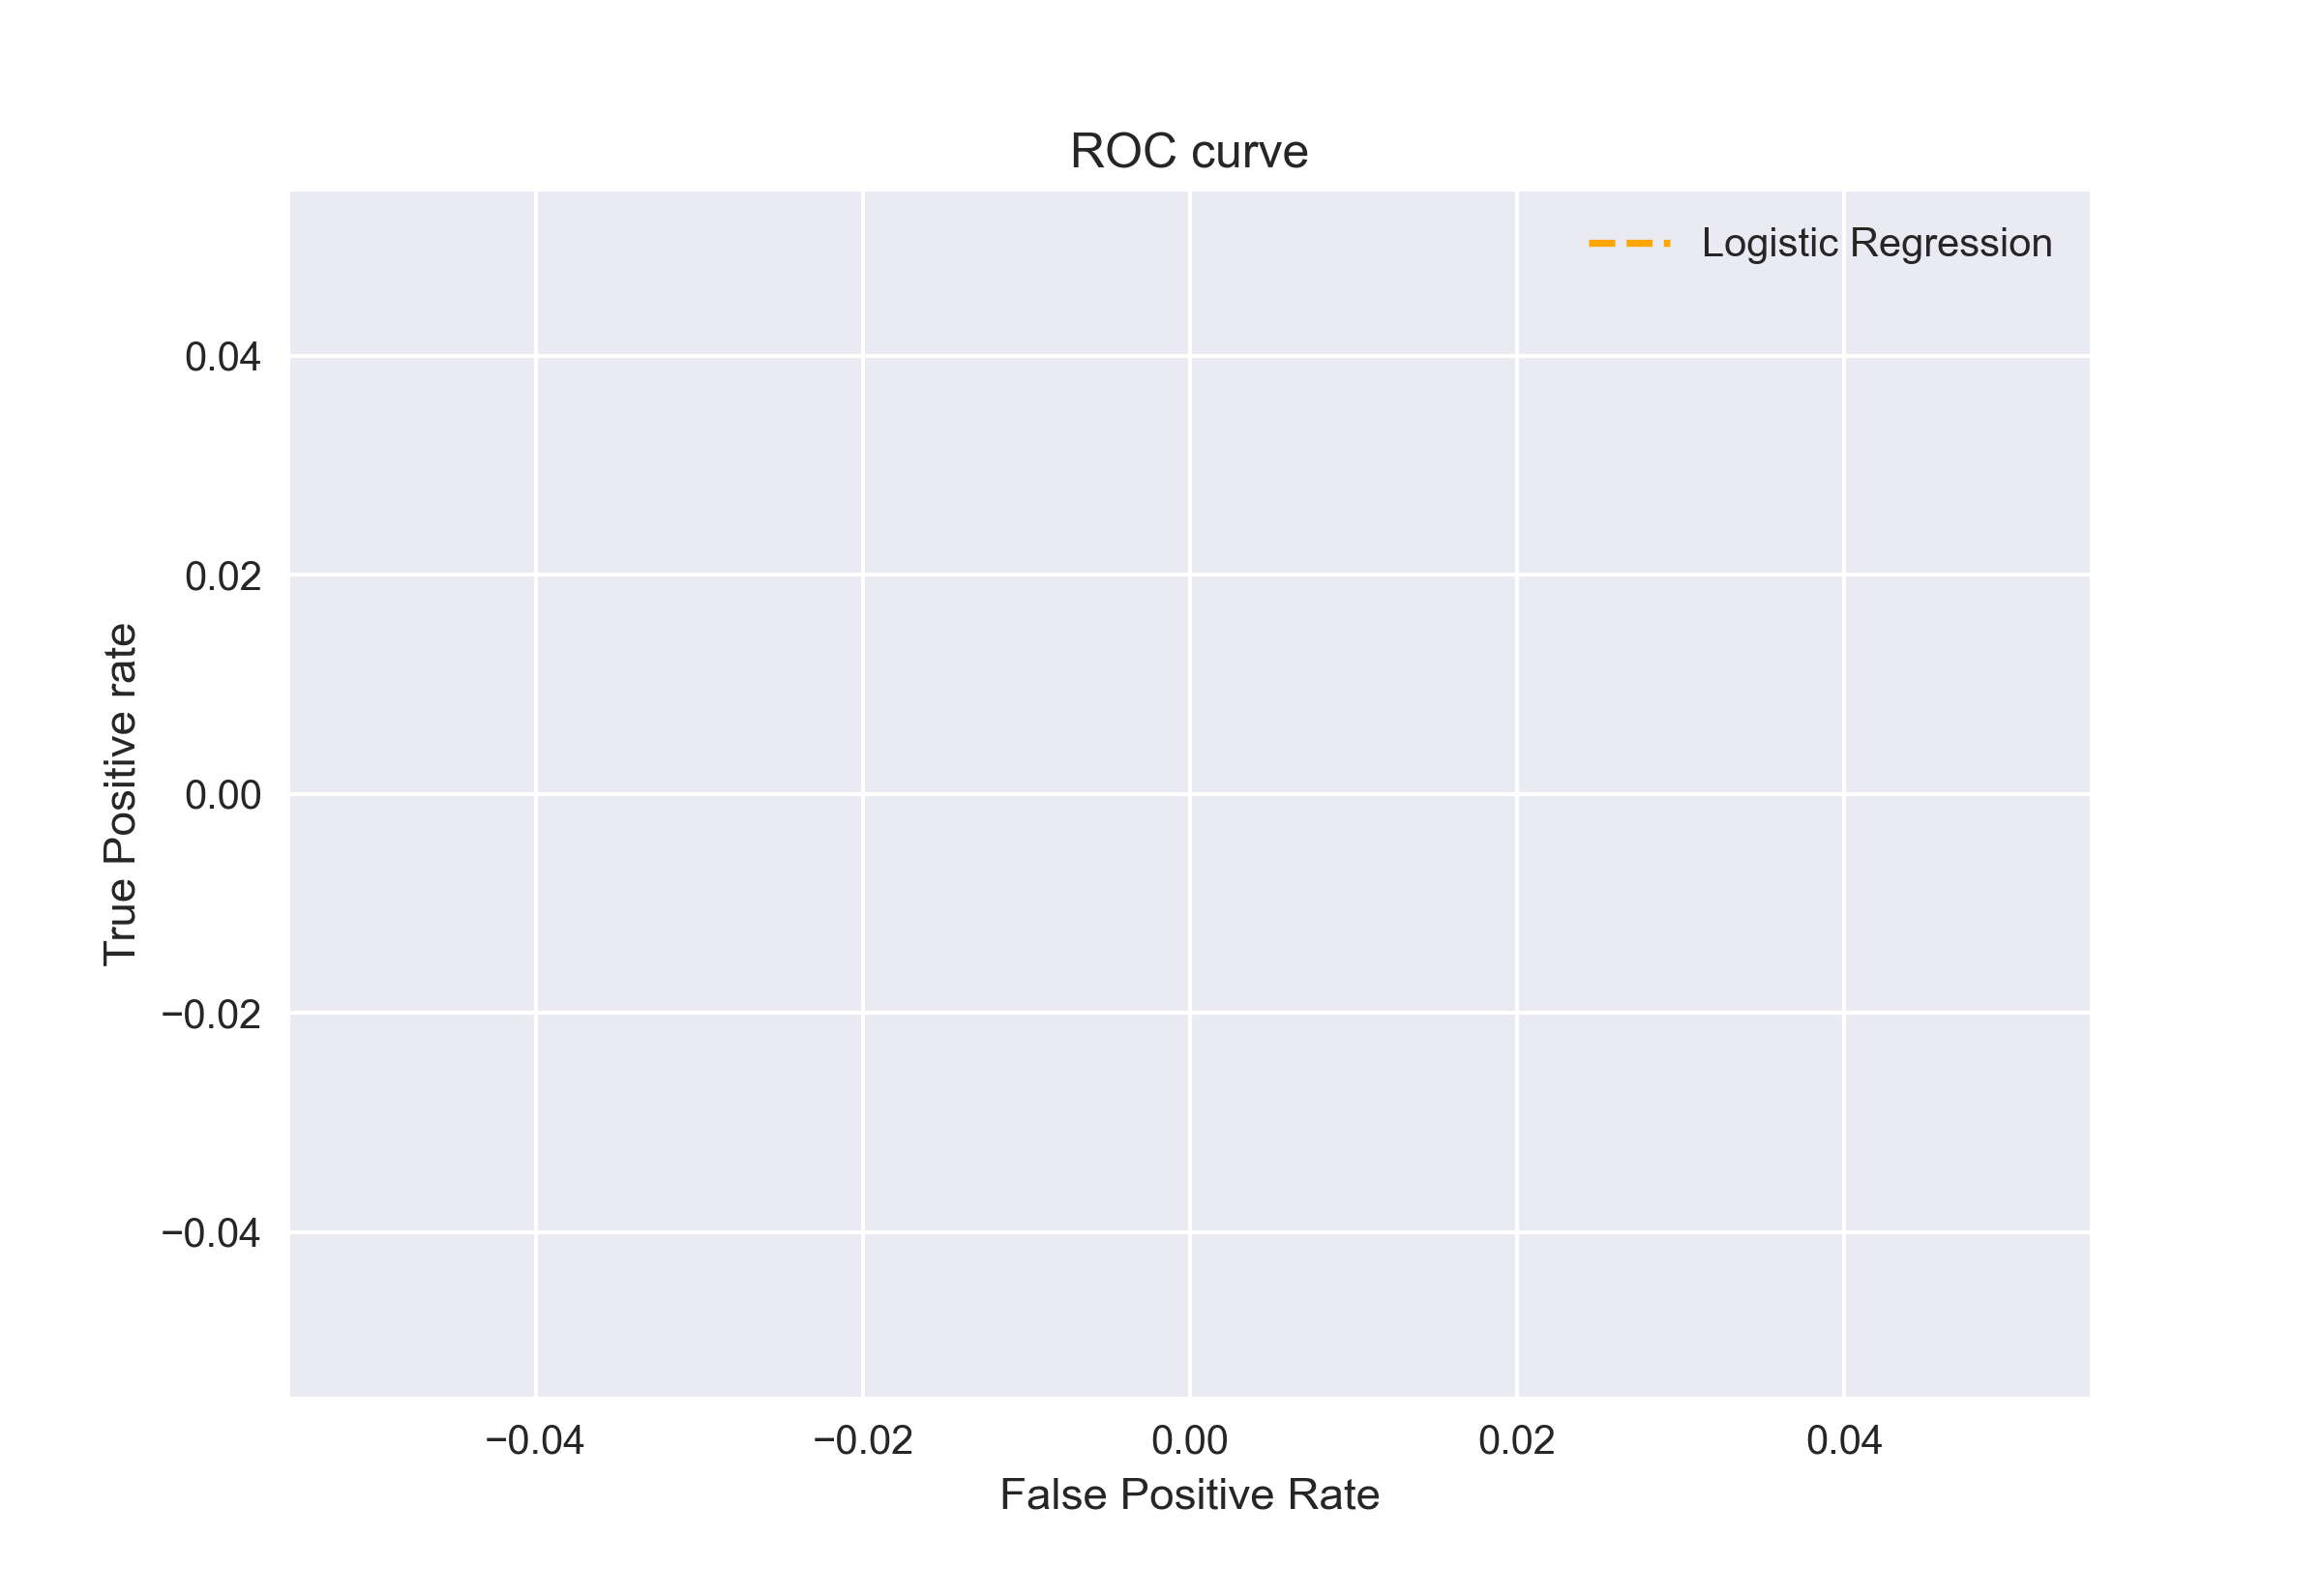 ROC curve
Logistic Regression
True Positive rate
0.04
0.02
0.00
−0.02
−0.04
−0.04
−0.02
0.00
0.02
0.04
False Positive Rate